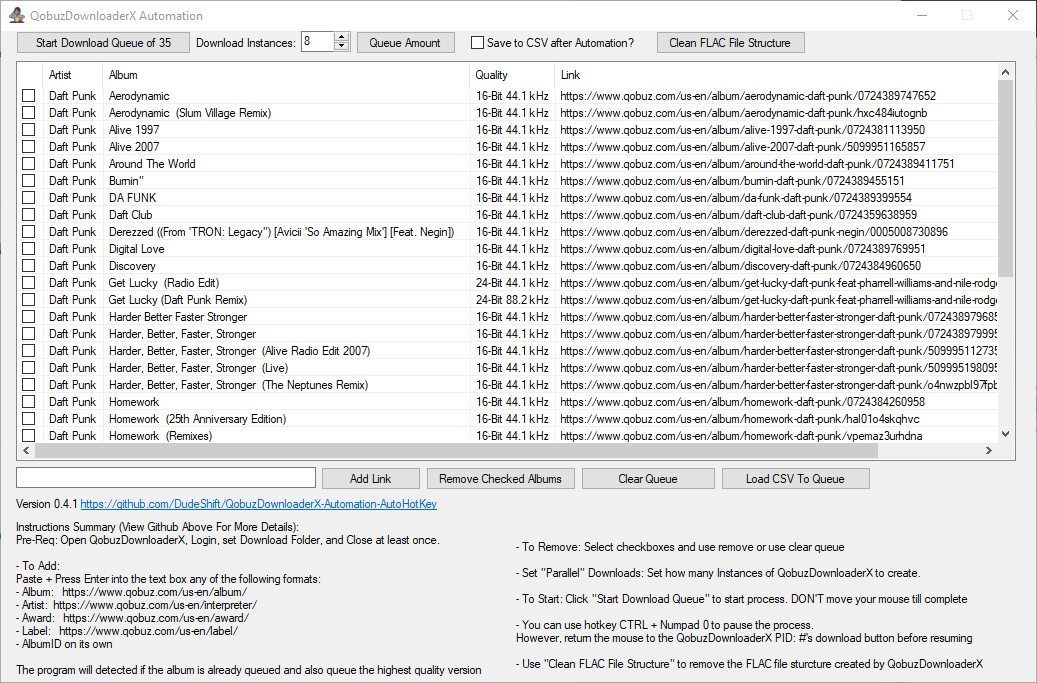 QobuzDownloaderX Automation
Start Download Queue of 35 Download Instances: 8 Queue Amount Save to CSV after Automation? Clean FLAC File Structure
Artist Album Quality Link
Daft Punk Aerodynamic 16-Bit 44.1 kHz https://www.qobuz.com/us-en/album/aerodynamic-daft-punk/0724389747652
Daft Punk Aerodynamic (Slum Village Remix) 16-Bit 44.1 kHz https://www.qobuz.com/us-en/album/aerodynamic-daft-punk/hxc484iutognb
Daft Punk Alive 1997 16-Bit 44.1 kHz https://www.qobuz.com/us-en/album/alive-1997-daft-punk/0724381113950
Daft Punk Alive 2007 16-Bit 44.1 kHz https://www.qobuz.com/us-en/album/alive-2007-daft-punk/5099951165857
Daft Punk Around The World 16-Bit 44.1 kHz https://www.qobuz.com/us-en/album/around-the-world-daft-punk/0724389411751
Daft Punk Burnin'' 16-Bit 44.1 kHz https://www.qobuz.com/us-en/album/burnin-daft-punk/0724389455151
Daft Punk DA FUNK 16-Bit 44.1 kHz https://www.qobuz.com/us-en/album/da-funk-daft-punk/0724389399554
Daft Punk Daft Club 16-Bit 44.1 kHz https://www.qobuz.com/us-en/album/daft-club-daft-punk/0724359638959
Daft Punk Derezzed ((From 'TRON: Legacy'') [Avicii 'So Amazing Mix'] [Feat. Negin]) 16-Bit 44.1 kHz https://www.qobuz.com/us-en/album/derezzed-daft-punk-negin/0005008730896
Daft Punk Digital Love 16-Bit 44.1 kHz https://www.qobuz.com/us-en/album/digital-love-daft-punk/0724389769951
Daft Punk Discovery 16-Bit 44.1 kHz https://www.qobuz.com/us-en/album/discovery-daft-punk/0724384960650
Daft Punk Get Lucky (Radio Edit) 24-Bit 44.1 kHz https://www.qobuz.com/us-en/album/get-lucky-daft-punk-feat-pharrell-williams-and-nile-rodge
Daft Punk Get Lucky (Daft Punk Remix) 24-Bit 88.2 kHz https://www.qobuz.com/us-en/album/get-lucky-daft-punk-feat-pharrell-williams-and-nile-rodge
Daft Punk Harder Better Faster Stronger 16-Bit 44.1 kHz https://www.qobuz.com/us-en/album/harder-better-faster-stronger-daft-punk/072438979685
Daft Punk Harder, Better, Faster, Stronger 16-Bit 44.1 kHz https://www.qobuz.com/us-en/album/harder-better-faster-stronger-daft-punk/072438979995
Daft Punk Harder, Better, Faster, Stronger (Alive Radio Edit 2007) 16-Bit 44.1 kHz https://www.qobuz.com/us-en/album/harder-better-faster-stronger-daft-punk/509995112735
Daft Punk Harder, Better, Faster, Stronger (Live) 16-Bit 44.1 kHz https://www.qobuz.com/us-en/album/harder-better-faster-stronger-daft-punk/509995198095
Daft Punk Harder, Better, Faster, Stronger (The Neptunes Remix) 16-Bit 44.1 kHz https://www.qobuz.com/us-en/album/harder-better-faster-stronger-daft-punk/o4nwzpbl97fpb
Daft Punk Homework 16-Bit 44.1 kHz https://www.qobuz.com/us-en/album/homework-daft-punk/0724384260958
Daft Punk Homework (25th Anniversary Edition) 16-Bit 44.1 kHz https://www.qobuz.com/us-en/album/homework-daft-punk/hal01o4skqhvc
Daft Punk Homework (Remixes) 16-Bit 44.1 kHz https://www.qobuz.com/us-en/album/homework-daft-punk/vpemaz3urhdna
Add Link Remove Checked Albums Clear Queue Load CSV To Queue
Version 0.4.1 https://github.com/DudeShift/QobuzDownloaderX-Automation-AutoHotKey
Instructions Summary (View Github Above For More Details):
Pre-Req: Open QobuzDownloaderX, Login, set Download Folder, and Close at least once.
- To Add:
Paste + Press Enter into the text box any of the following formats:
- Album: https://www.qobuz.com/us-en/album/
- Artist: https://www.qobuz.com/us-en/interpreter/
- Award: https://www.qobuz.com/us-en/award/
- Label: https://www.qobuz.com/us-en/label/
- AlbumID on its own
The program will detected if the album is already queued and also queue the highest quality version
- To Remove: Select checkboxes and use remove or use clear queue
- Set "Parallel" Downloads: Set how many Instances of QobuzDownloaderX to create.
- To Start: Click "Start Download Queue" to start process. DON'T move your mouse till complete
- You can use hotkey CTRL + Numpad 0 to pause the process.
However, return the mouse to the QobuzDownloaderX PID: #'s download button before resuming
- Use "Clean FLAC File Structure" to remove the FLAC file sturcture created by QobuzDownloaderX